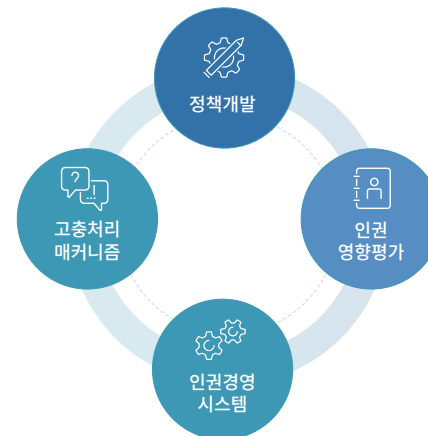 정책개발
고충처리
매커니즘
인권
영향평가
인권경영
시스템